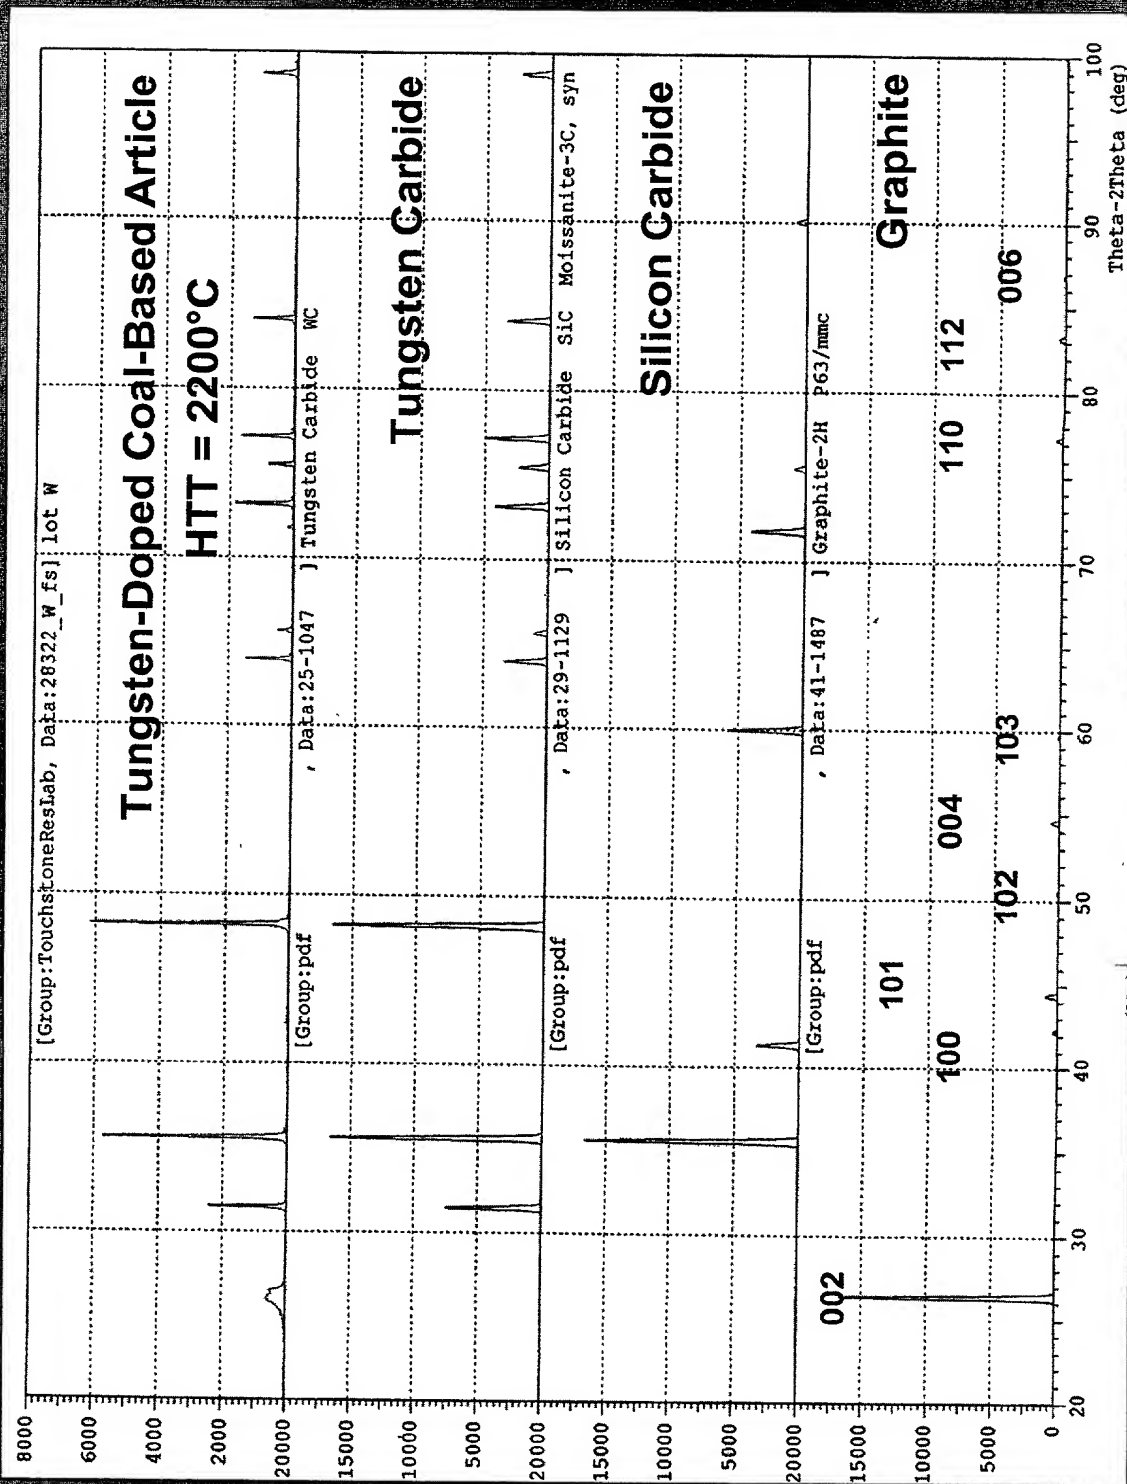 8000
[Group:TouchstoneResLab, Data:28322_W_fs] lot W
6000
Tungsten-Doped Coal-Based Article
4000
HTT = 2200°C
2000
20000
[Group:pdf , Data:25-1047 ] Tungsten Carbide WC
15000
Tungsten Carbide
10000
5000
20000
[Group:pdf , Data:29-1129 ] Silicon Carbide SiC Moissanite-3C, syn
15000
Silicon Carbide
10000
5000
20000
[Group:pdf , Data:41-1487 ] Graphite-2H P63/mmc
002
15000
101
Graphite
10000
100 004 110 112
5000
102 103 006
0
20 30 40 50 60 70 80 90 100
Theta-2Theta (deg)